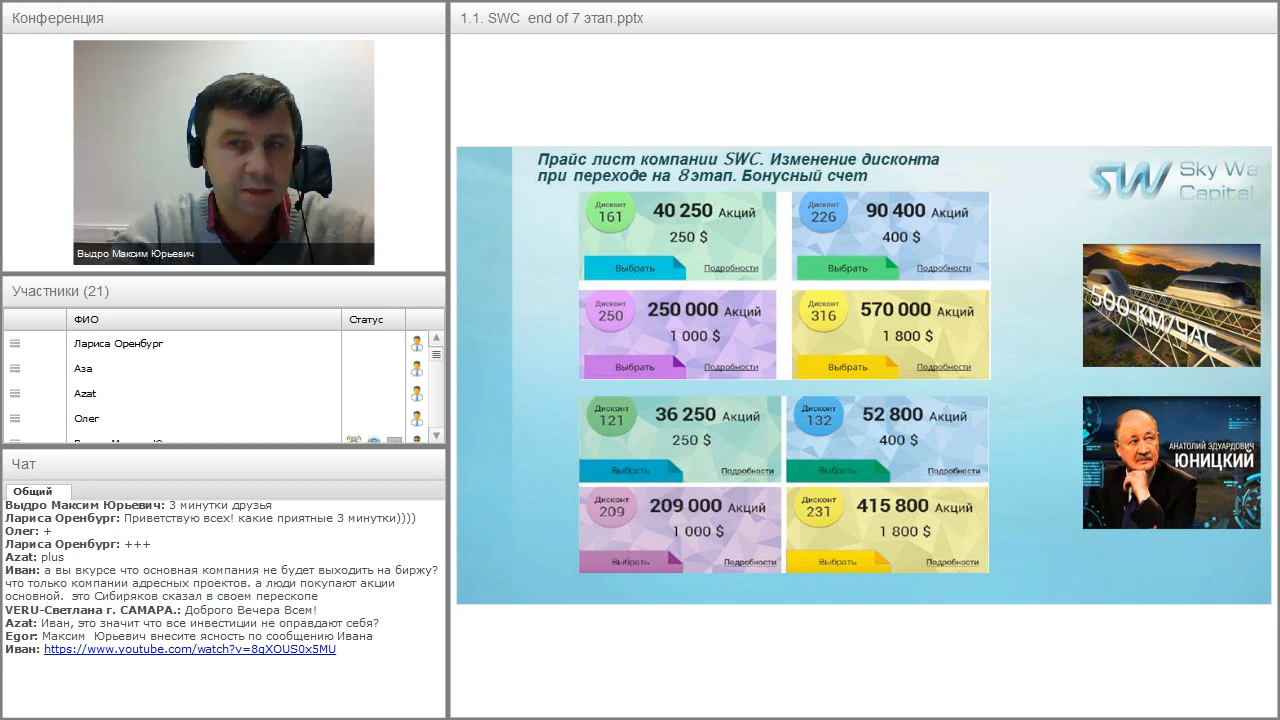 Конференция
Выдро Максим Юрьевич
Участники (21)
ФИО
Статус
Лариса Оренбург
Аза
Azat
Олег
Чат
Общий
Выдро Максим Юрьевич: 3 минутки друзья
Лариса Оренбург: Приветствую всех! какие приятные 3 минутки))))
Олег: +
Лариса Оренбург: +++
Azat: plus
Иван: а вы вкурсе что основная компания не будет выходить на биржу?
что только компании адресных проектов. а люди покупают акции
основной.  это Сибиряков сказал в своем перескопе
VERU-Светлана г. САМАРА.: Доброго Вечера Всем!
Azat: Иван, это значит что все инвестиции не оправдают себя?
Egor: Максим  Юрьевич внесите ясность по сообщению Ивана
Иван: https://www.youtube.com/watch?v=8qXOUS0x5MU
1.1. SWC  end of 7 этап.pptx
Прайс лист компании SWC. Изменение дисконта
при переходе на 8 этап. Бонусный счет
SW Sky Wa
Capital
Дисконт
161
40 250 Акций
250 $
Выбрать
Подробности
Дисконт
226
90 400 Акций
400 $
Выбрать
Подробности
Дисконт
250
250 000 Акций
1 000 $
Выбрать
Подробности
Дисконт
316
570 000 Акций
1 800 $
Выбрать
Подробности
Дисконт
121
36 250 Акций
250 $
Выбрать
Подробности
Дисконт
132
52 800 Акций
400 $
Выбрать
Подробности
Дисконт
209
209 000 Акций
1 000 $
Выбрать
Подробности
Дисконт
231
415 800 Акций
1 800 $
Выбрать
Подробности
500 КМ/ЧАС
АНАТОЛИЙ ЭДУАРДОВИЧ
ЮНИЦКИЙ